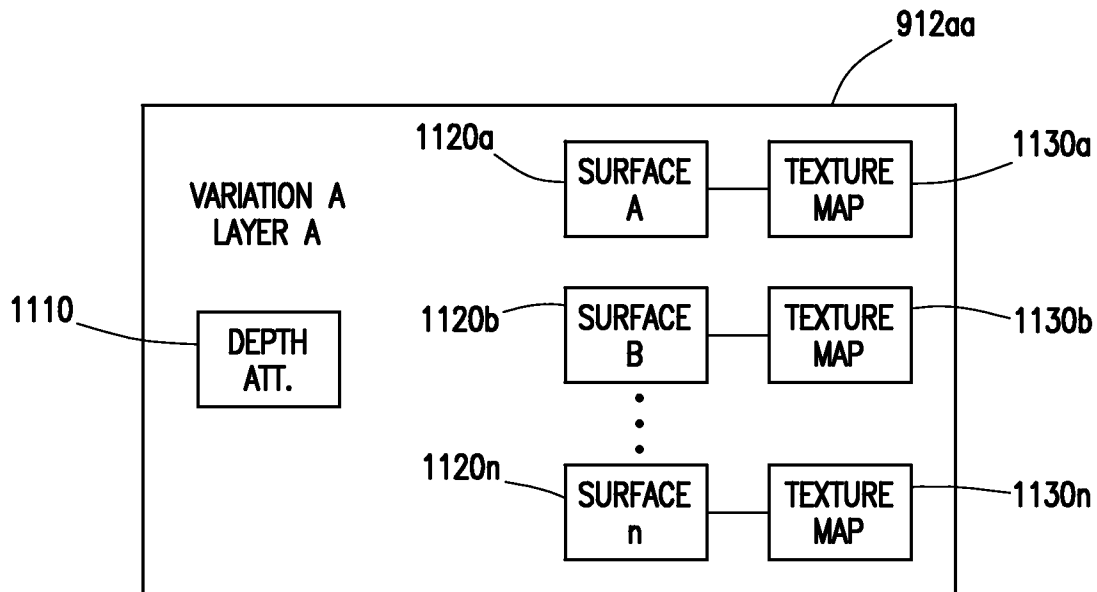 912aa
1120a
SURFACE
A
TEXTURE
MAP
1130a
VARIATION A
LAYER A
1110
DEPTH
ATT.
1120b
SURFACE
B
TEXTURE
MAP
1130b
1120n
SURFACE
n
TEXTURE
MAP
1130n